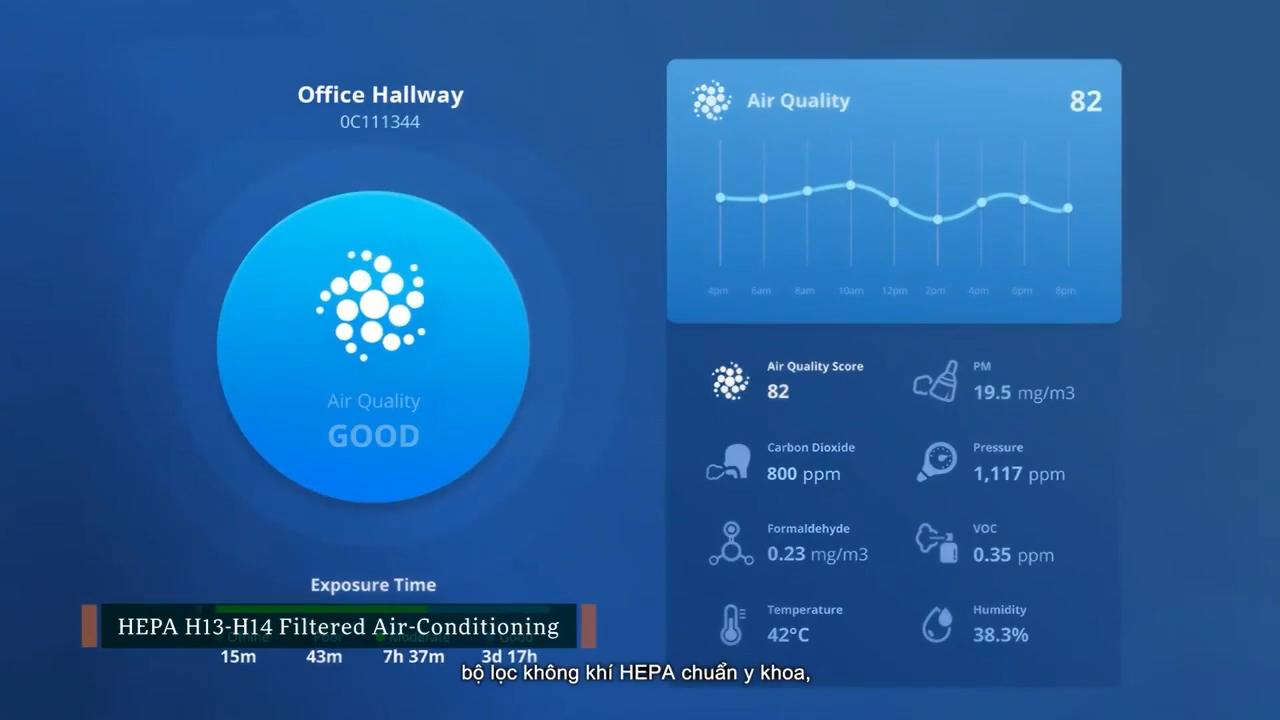 Office Hallway
0C111344
Air Quality
GOOD
Exposure Time
HEPA H13-H14 Filtered Air-Conditioning
15m 43m 7h 37m 3d 17h
Air Quality 82
4pm 6am 8am 10am 12pm 2pm 4pm 6pm 8pm
Air Quality Score
82
PM
19.5 mg/m3
Carbon Dioxide
800 ppm
Pressure
1,117 ppm
Formaldehyde
0.23 mg/m3
VOC
0.35 ppm
Temperature
42°C
Humidity
38.3%
bộ lọc không khí HEPA chuẩn y khoa,